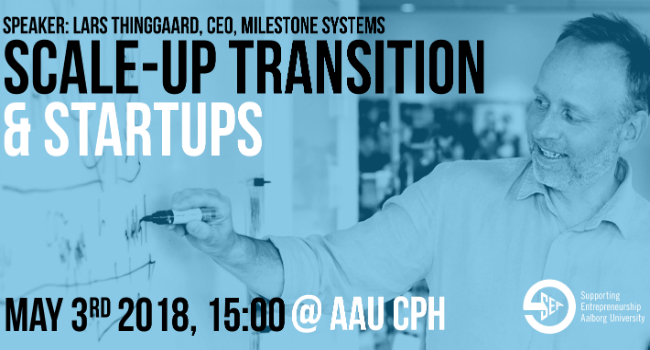 SPEAKER: LARS THINGGAARD, CEO, MILESTONE SYSTEMS
SCALE-UP TRANSITION
& STARTUPS
MAY 3RD 2018, 15:00 @ AAU CPH
SEA
Supporting
Entrepreneurship
Aalborg University